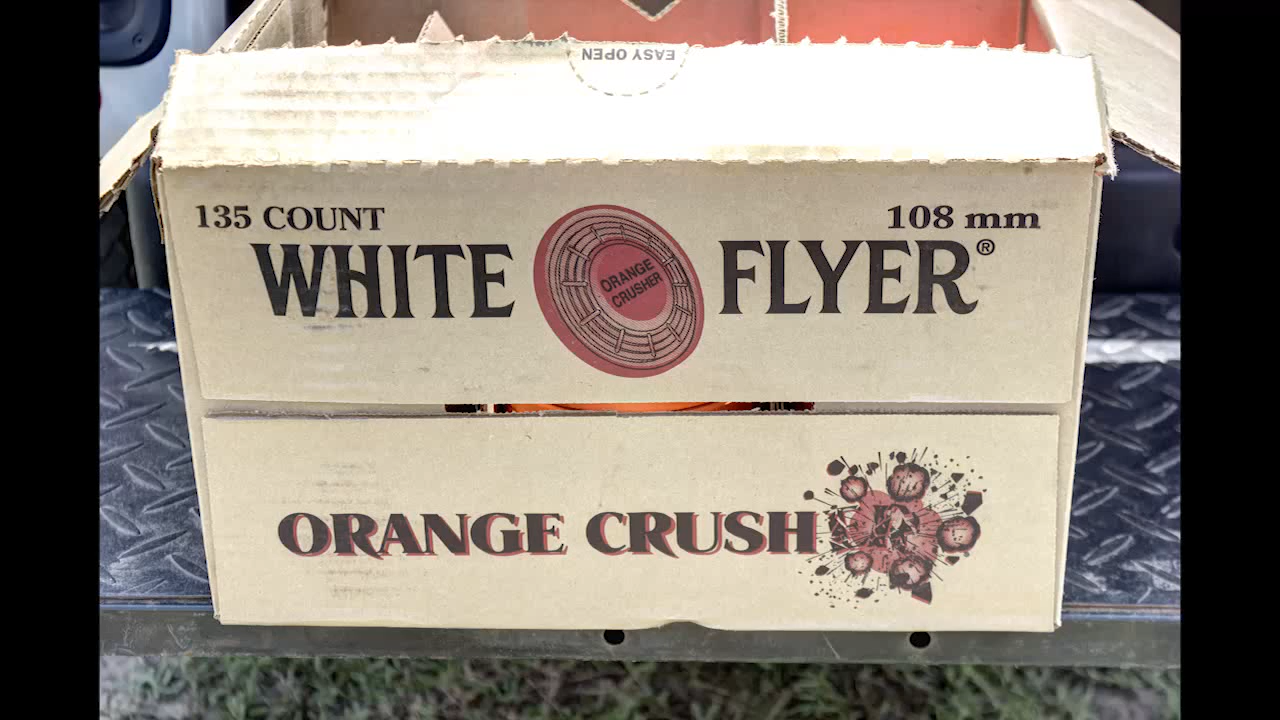 EASY OPEN
135 COUNT
108 mm
WHITE FLYER®
ORANGE
CRUSHER
ORANGE CRUSH